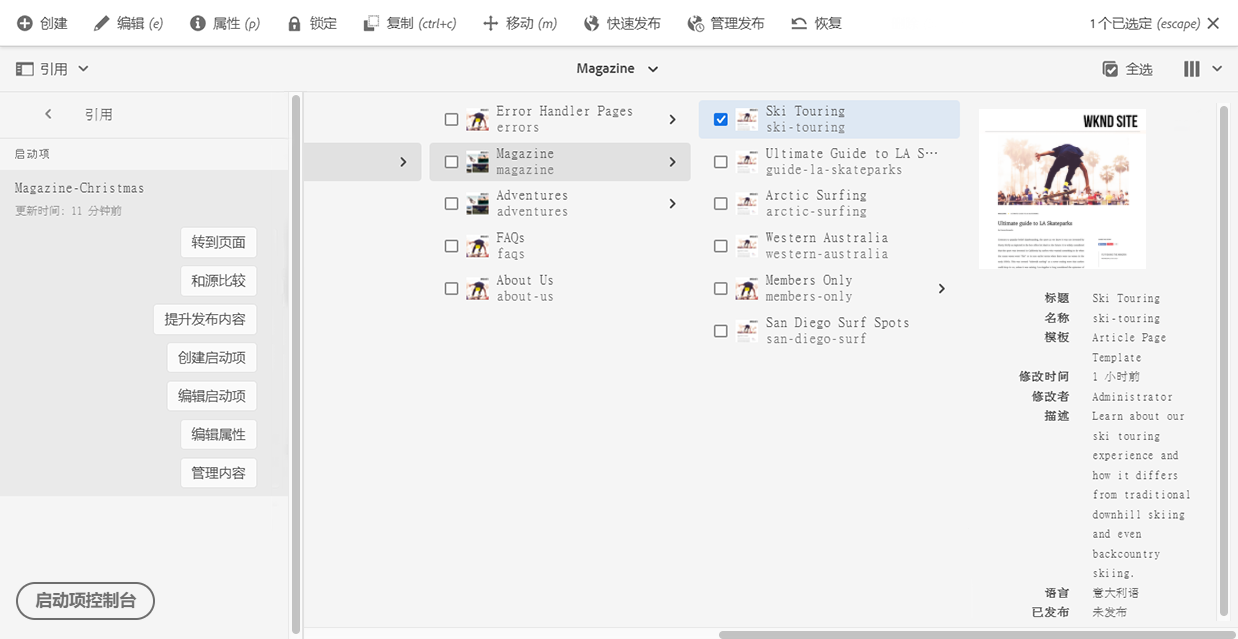 创建 编辑 (e) 属性 (p) 锁定 复制 (ctrl+c) 移动 (m) 快速发布 管理发布 恢复 1个已选定 (escape)
引用 Magazine 全选
引用
启动项
Magazine-Christmas
更新时间: 11 分钟前
转到页面
和源比较
提升发布内容
创建启动项
编辑启动项
编辑属性
管理内容
启动项控制台
Error Handler Pages
errors
Magazine
magazine
Adventures
adventures
FAQs
faqs
About Us
about-us
Ski Touring
ski-touring
Ultimate Guide to LA S…
guide-la-skateparks
Arctic Surfing
arctic-surfing
Western Australia
western-australia
Members Only
members-only
San Diego Surf Spots
san-diego-surf
WKND SITE
Ultimate guide to LA Skateparks
标题 Ski Touring
名称 ski-touring
模板 Article Page
Template
修改时间 1 小时前
修改者 Administrator
描述 Learn about our
ski touring
experience and
how it differs
from traditional
downhill skiing
and even
backcountry
skiing.
语言 意大利语
已发布 未发布